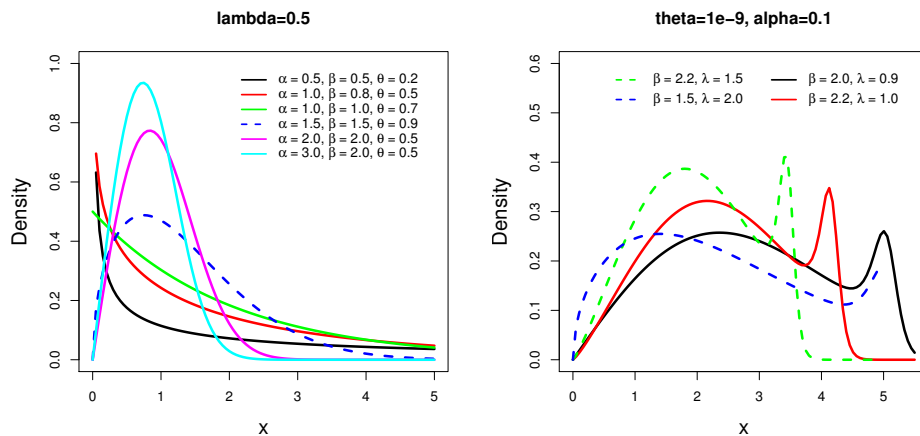 lambda=0.5
Density
1.0
0.8
0.6
0.4
0.2
0.0
α = 0.5, β = 0.5, θ = 0.2
α = 1.0, β = 0.8, θ = 0.5
α = 1.0, β = 1.0, θ = 0.7
α = 1.5, β = 1.5, θ = 0.9
α = 2.0, β = 2.0, θ = 0.5
α = 3.0, β = 2.0, θ = 0.5
0 1 2 3 4 5
x
theta=1e−9, alpha=0.1
Density
0.6
0.5
0.4
0.3
0.2
0.1
0.0
β = 2.2, λ = 1.5
β = 1.5, λ = 2.0
β = 2.0, λ = 0.9
β = 2.2, λ = 1.0
0 1 2 3 4 5
x